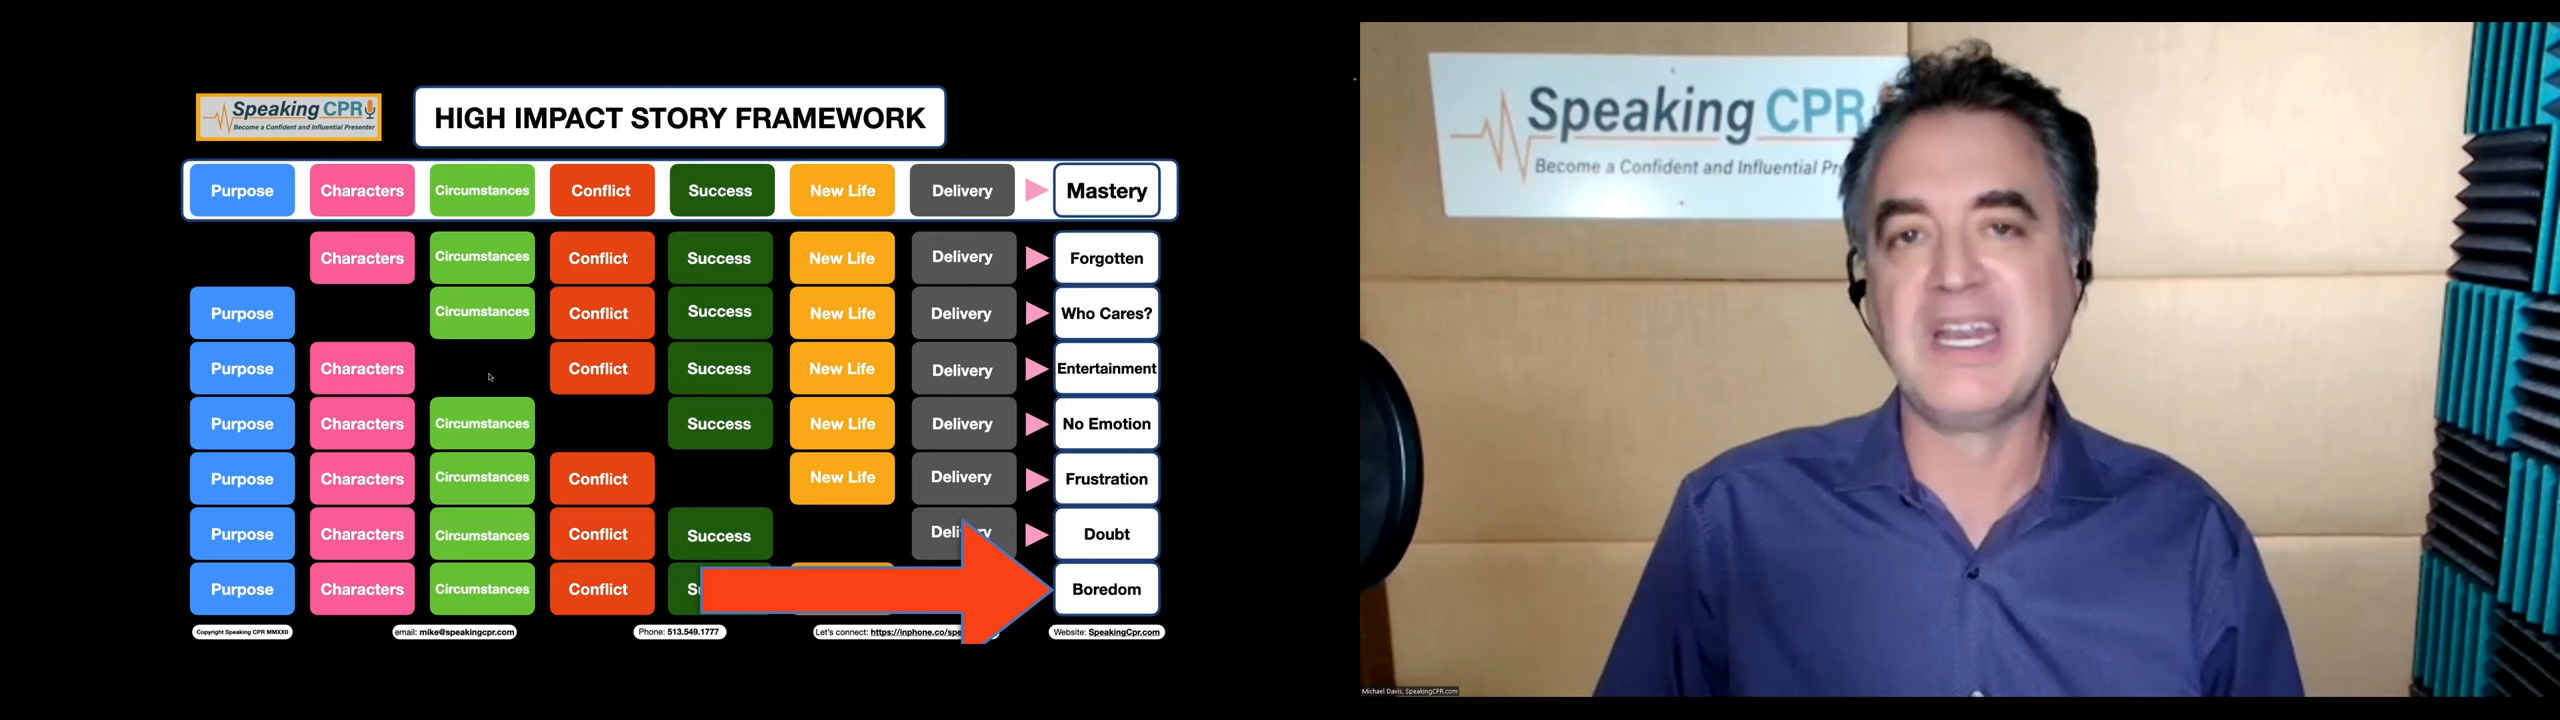 Speaking CPR
Become a Confident and Influential Presenter
HIGH IMPACT STORY FRAMEWORK
Purpose Characters Circumstances Conflict Success New Life Delivery Mastery
Characters Circumstances Conflict Success New Life Delivery Forgotten
Purpose Circumstances Conflict Success New Life Delivery Who Cares?
Purpose Characters Conflict Success New Life Delivery Entertainment
Purpose Characters Circumstances Success New Life Delivery No Emotion
Purpose Characters Circumstances Conflict New Life Delivery Frustration
Purpose Characters Circumstances Conflict Success Doubt
Purpose Characters Circumstances Conflict Boredom
Copyright Speaking CPR MMXXII
email: mike@speakingcpr.com
Phone: 513.549.1777
Let's connect: https://inphone.co/spe
Website: SpeakingCpr.com
Speaking CPR
Become a Confident and Influential Pr
Michael Davis, SpeakingCPR.com